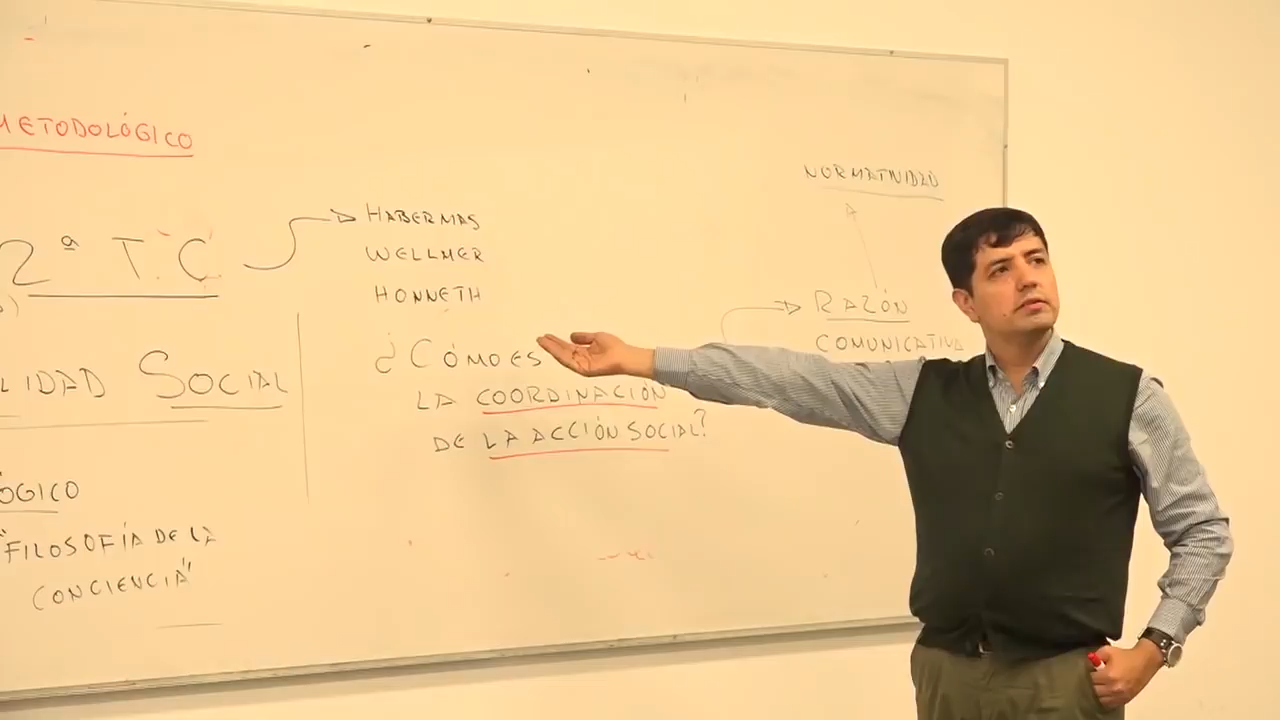 METODOLÓGICO
2ª T.C.
HABERMAS
WELLMER
HONNETH
LIDAD SOCIAL
ÓGICO
"FILOSOFÍA DE LA
CONCIENCIA"
¿CÓMO ES
LA COORDINACIÓN
DE LA ACCIÓN SOCIAL?
NORMATIVIDAD
RAZÓN
COMUNICATIVA